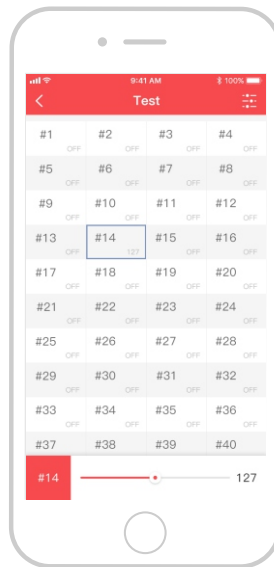 9:41 AM 100%
Test
#1 #2 #3 #4
OFF OFF OFF OFF
#5 #6 #7 #8
OFF OFF OFF OFF
#9 #10 #11 #12
OFF OFF OFF OFF
#13 #14 #15 #16
OFF 127 OFF OFF
#17 #18 #19 #20
OFF OFF OFF OFF
#21 #22 #23 #24
OFF OFF OFF OFF
#25 #26 #27 #28
OFF OFF OFF OFF
#29 #30 #31 #32
OFF OFF OFF OFF
#33 #34 #35 #36
OFF OFF OFF OFF
#37 #38 #39 #40
#14 127